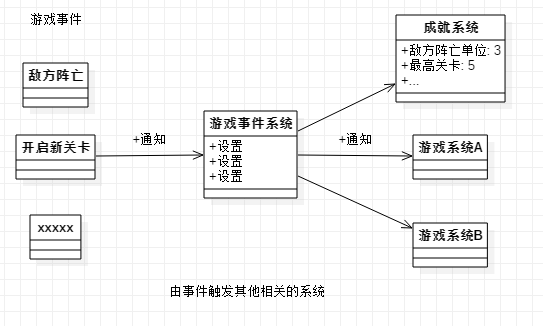 游戏事件
敌方阵亡
开启新关卡
xxxxx
+通知
游戏事件系统
+设置
+设置
+设置
+通知
成就系统
+敌方阵亡单位: 3
+最高关卡: 5
+...
游戏系统A
游戏系统B
由事件触发其他相关的系统